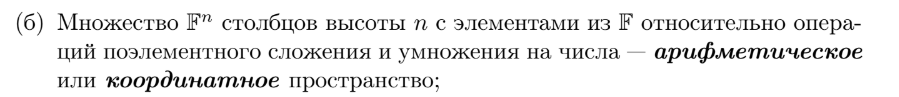 (б) Множество 𝔽ⁿ столбцов высоты n с элементами из 𝔽 относительно опера-
ций поэлементного сложения и умножения на числа — арифметическое
или координатное пространство;